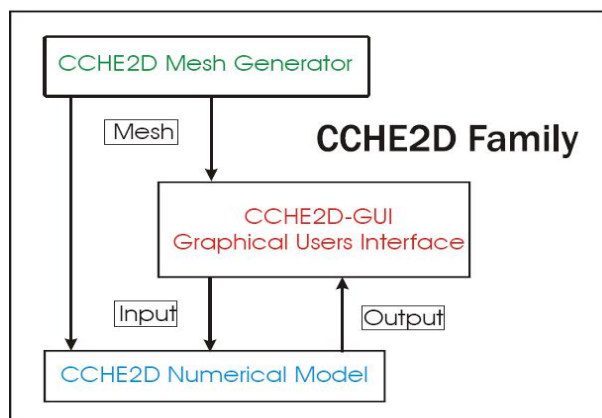 CCHE2D Mesh Generator
Mesh
CCHE2D Family
CCHE2D-GUI
Graphical Users Interface
Input
Output
CCHE2D Numerical Model